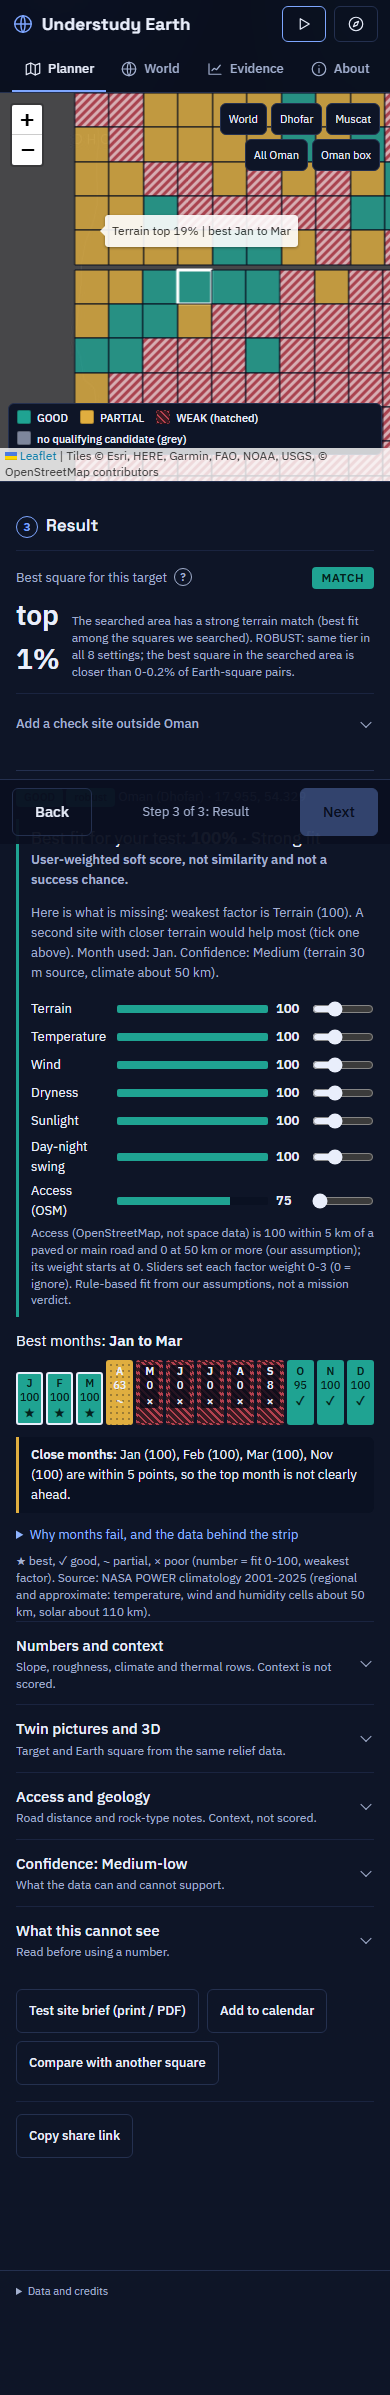 Understudy Earth
Planner
World
Evidence
About
+
−
World
Dhofar
Muscat
All Oman
Oman box
Terrain top 19% | best Jan to Mar
GOOD
PARTIAL
WEAK (hatched)
no qualifying candidate (grey)
Leaflet | Tiles © Esri, HERE, Garmin, FAO, NOAA, USGS, ©
OpenStreetMap contributors
3 Result
Best square for this target ?
MATCH
top
1%
The searched area has a strong terrain match (best fit
among the squares we searched). ROBUST: same tier in
all 8 settings; the best square in the searched area is
closer than 0-0.2% of Earth-square pairs.
Add a check site outside Oman
Back
Step 3 of 3: Result
Next
Best fit for your test: 100% - Strong fit
User-weighted soft score, not similarity and not a
success chance.
Here is what is missing: weakest factor is Terrain (100). A
second site with closer terrain would help most (tick one
above). Month used: Jan. Confidence: Medium (terrain 30
m source, climate about 50 km).
Terrain 100
Temperature 100
Wind 100
Dryness 100
Sunlight 100
Day-night
swing 100
Access
(OSM) 75
Access (OpenStreetMap, not space data) is 100 within 5 km of a
paved or main road and 0 at 50 km or more (our assumption);
its weight starts at 0. Sliders set each factor weight 0-3 (0 =
ignore). Rule-based fit from our assumptions, not a mission
verdict.
Best months: Jan to Mar
J F M A M J J A S O N D
100 100 100 63 0 0 0 0 8 95 100 100
★ ★ ★ ~ × × × × × ✓ ✓ ✓
Close months: Jan (100), Feb (100), Mar (100), Nov
(100) are within 5 points, so the top month is not clearly
ahead.
▶ Why months fail, and the data behind the strip
★ best, ✓ good, ~ partial, × poor (number = fit 0-100, weakest
factor). Source: NASA POWER climatology 2001-2025 (regional
and approximate: temperature, wind and humidity cells about 50
km, solar about 110 km).
Numbers and context
Slope, roughness, climate and thermal rows. Context is not
scored.
Twin pictures and 3D
Target and Earth square from the same relief data.
Access and geology
Road distance and rock-type notes. Context, not scored.
Confidence: Medium-low
What the data can and cannot support.
What this cannot see
Read before using a number.
Test site brief (print / PDF)
Add to calendar
Compare with another square
Copy share link
▶ Data and credits